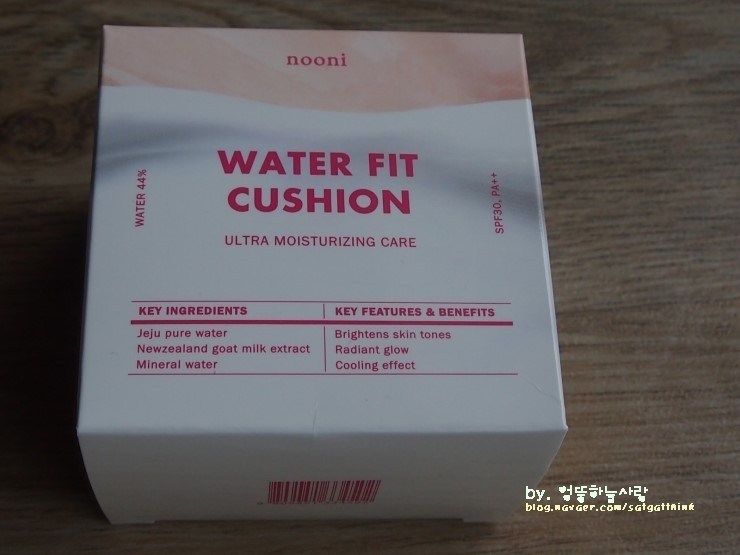 nooni
WATER FIT
CUSHION
ULTRA MOISTURIZING CARE
WATER 44%
SPF30, PA++
KEY INGREDIENTS
Jeju pure water
Newzealand goat milk extract
Mineral water
KEY FEATURES & BENEFITS
Brightens skin tones
Radiant glow
Cooling effect
by. 엉뚱하늘사랑
blog.navaer.com/satgattnink